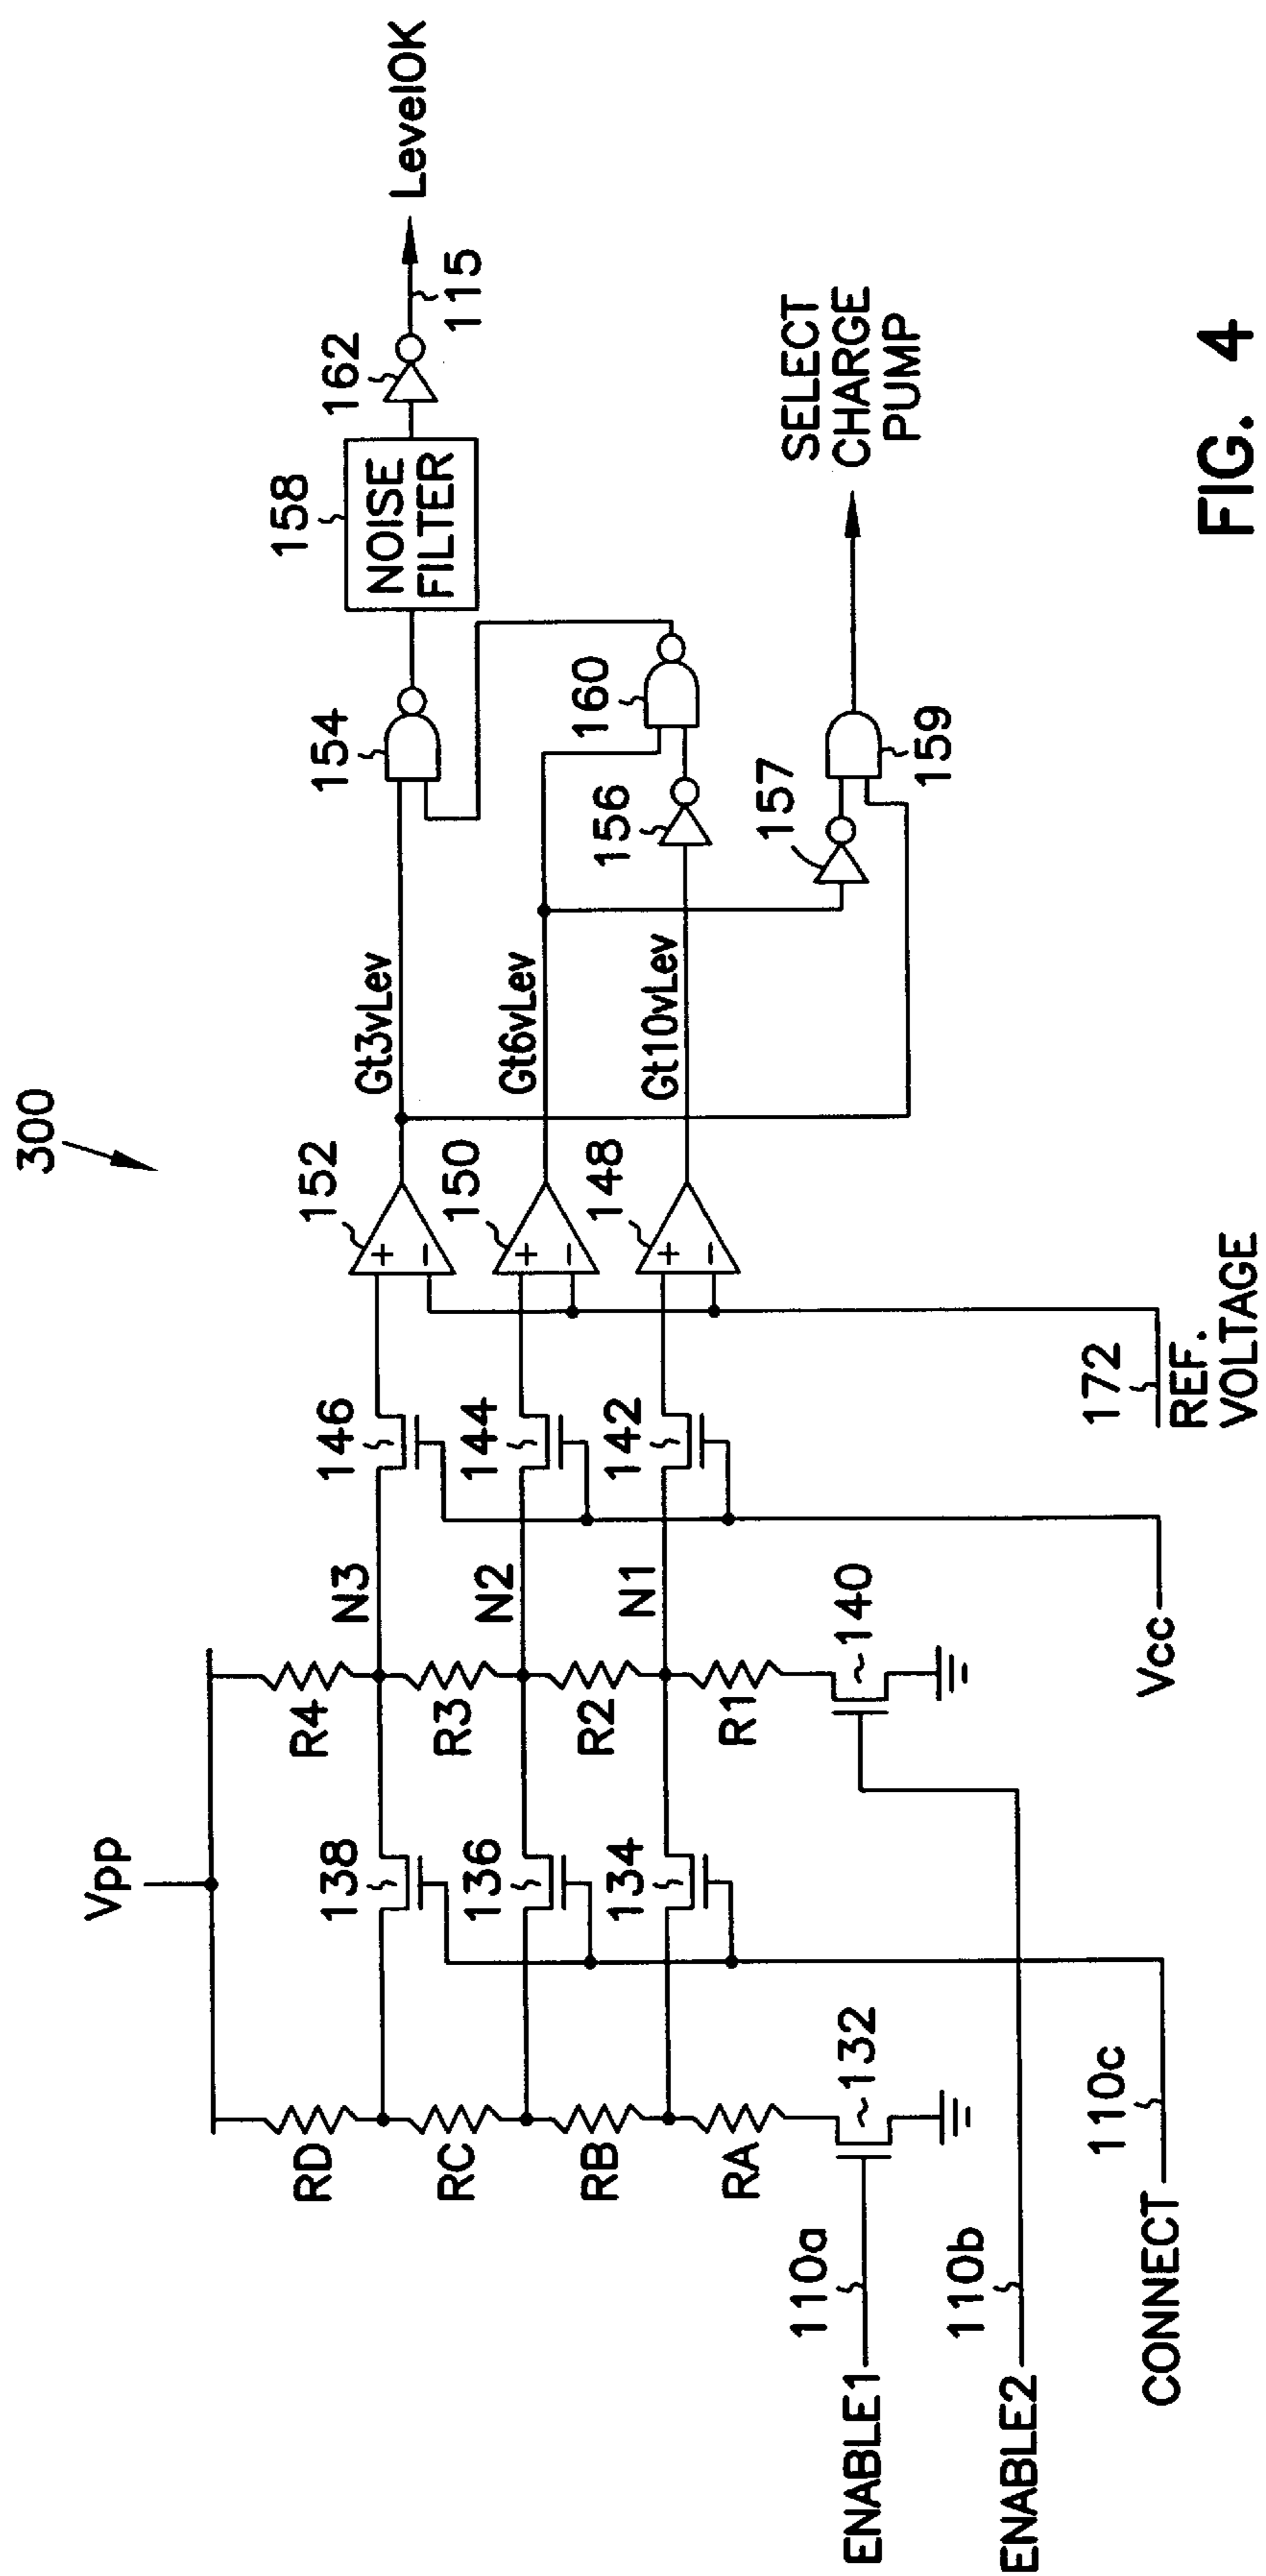 300
Vpp
RD
RC
RB
RA
138
136
134
132
R4
R3
R2
R1
N3
N2
N1
140
146
144
142
152
150
148
+
−
+
−
+
−
Gt3vLev
Gt6vLev
Gt10vLev
154
156
157
160
159
158
NOISE
FILTER
162
115
LevelOK
SELECT
CHARGE
PUMP
ENABLE1
110a
ENABLE2
110b
CONNECT
110c
Vcc
172
REF.
VOLTAGE
FIG. 4